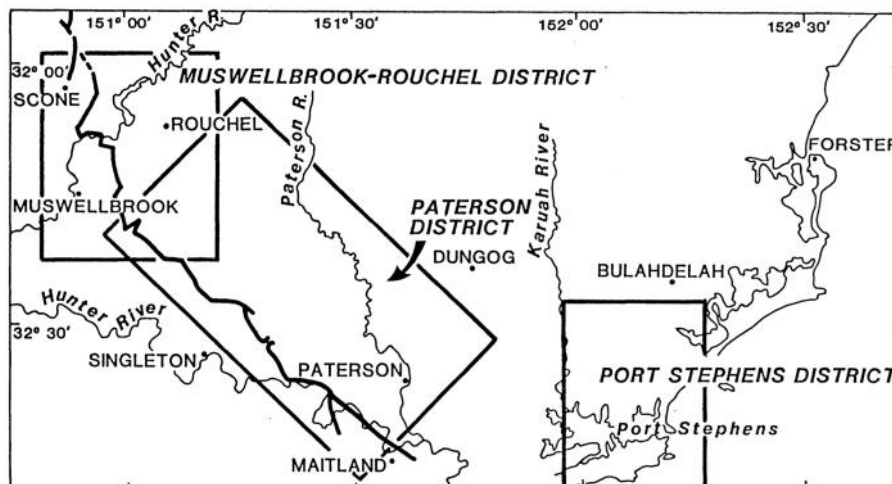 151° 00'
151° 30'
152° 00'
152° 30'
Hunter R.
32° 00'
MUSWELLBROOK-ROUCHEL DISTRICT
SCONE
ROUCHEL
Paterson R.
FORSTER
MUSWELLBROOK
PATERSON
DISTRICT
Karuah River
DUNGOG
BULAHDELAH
Hunter River
32° 30'
SINGLETON
PATERSON
PORT STEPHENS DISTRICT
Port Stephens
MAITLAND